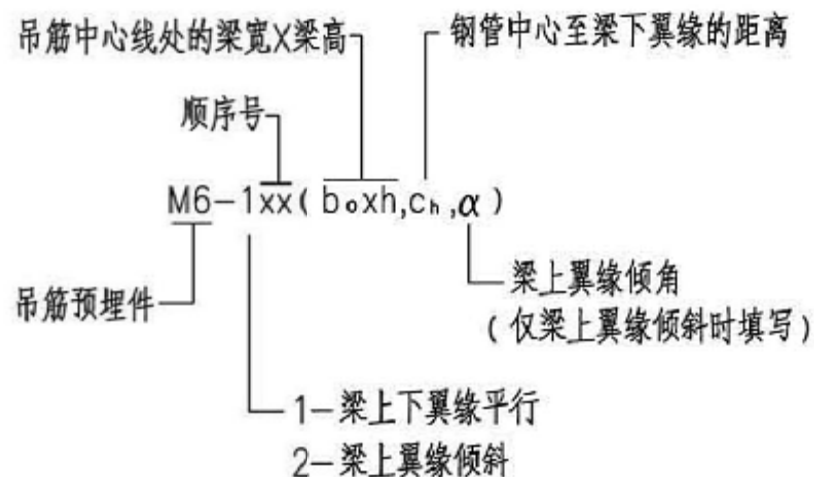 吊筋中心线处的梁宽X梁高
钢管中心至梁下翼缘的距离
顺序号
M6-1xx(b₀xh,cₕ,α)
吊筋预埋件
梁上翼缘倾角
(仅梁上翼缘倾斜时填写)
1-梁上下翼缘平行
2-梁上翼缘倾斜